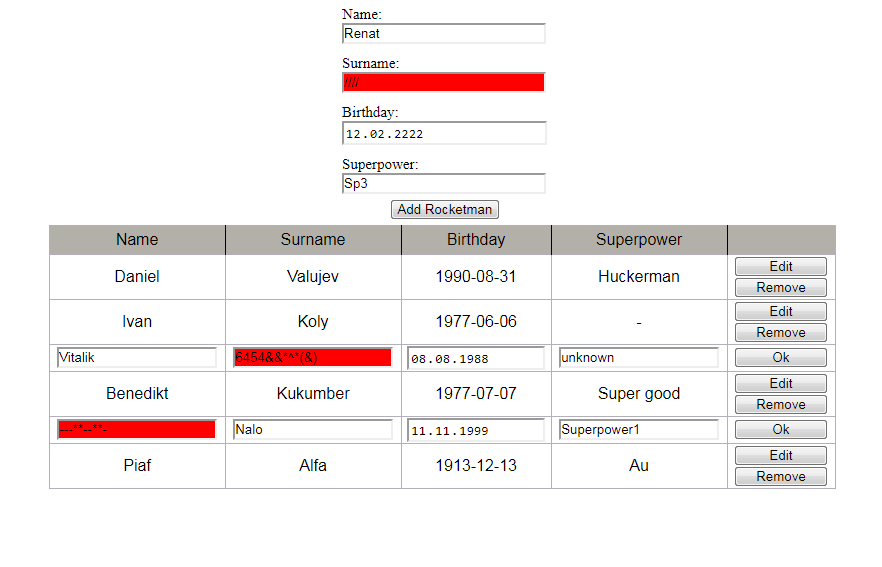 Name:
Renat
Surname:
////
Birthday:
12.02.2222
Superpower:
Sp3
Add Rocketman
Name Surname Birthday Superpower
Daniel Valujev 1990-08-31 Huckerman Edit
Remove
Ivan Koly 1977-06-06 - Edit
Remove
Vitalik 6454&&*^*(&) 08.08.1988 unknown Ok
Benedikt Kukumber 1977-07-07 Super good Edit
Remove
---**--**- Nalo 11.11.1999 Superpower1 Ok
Piaf Alfa 1913-12-13 Au Edit
Remove